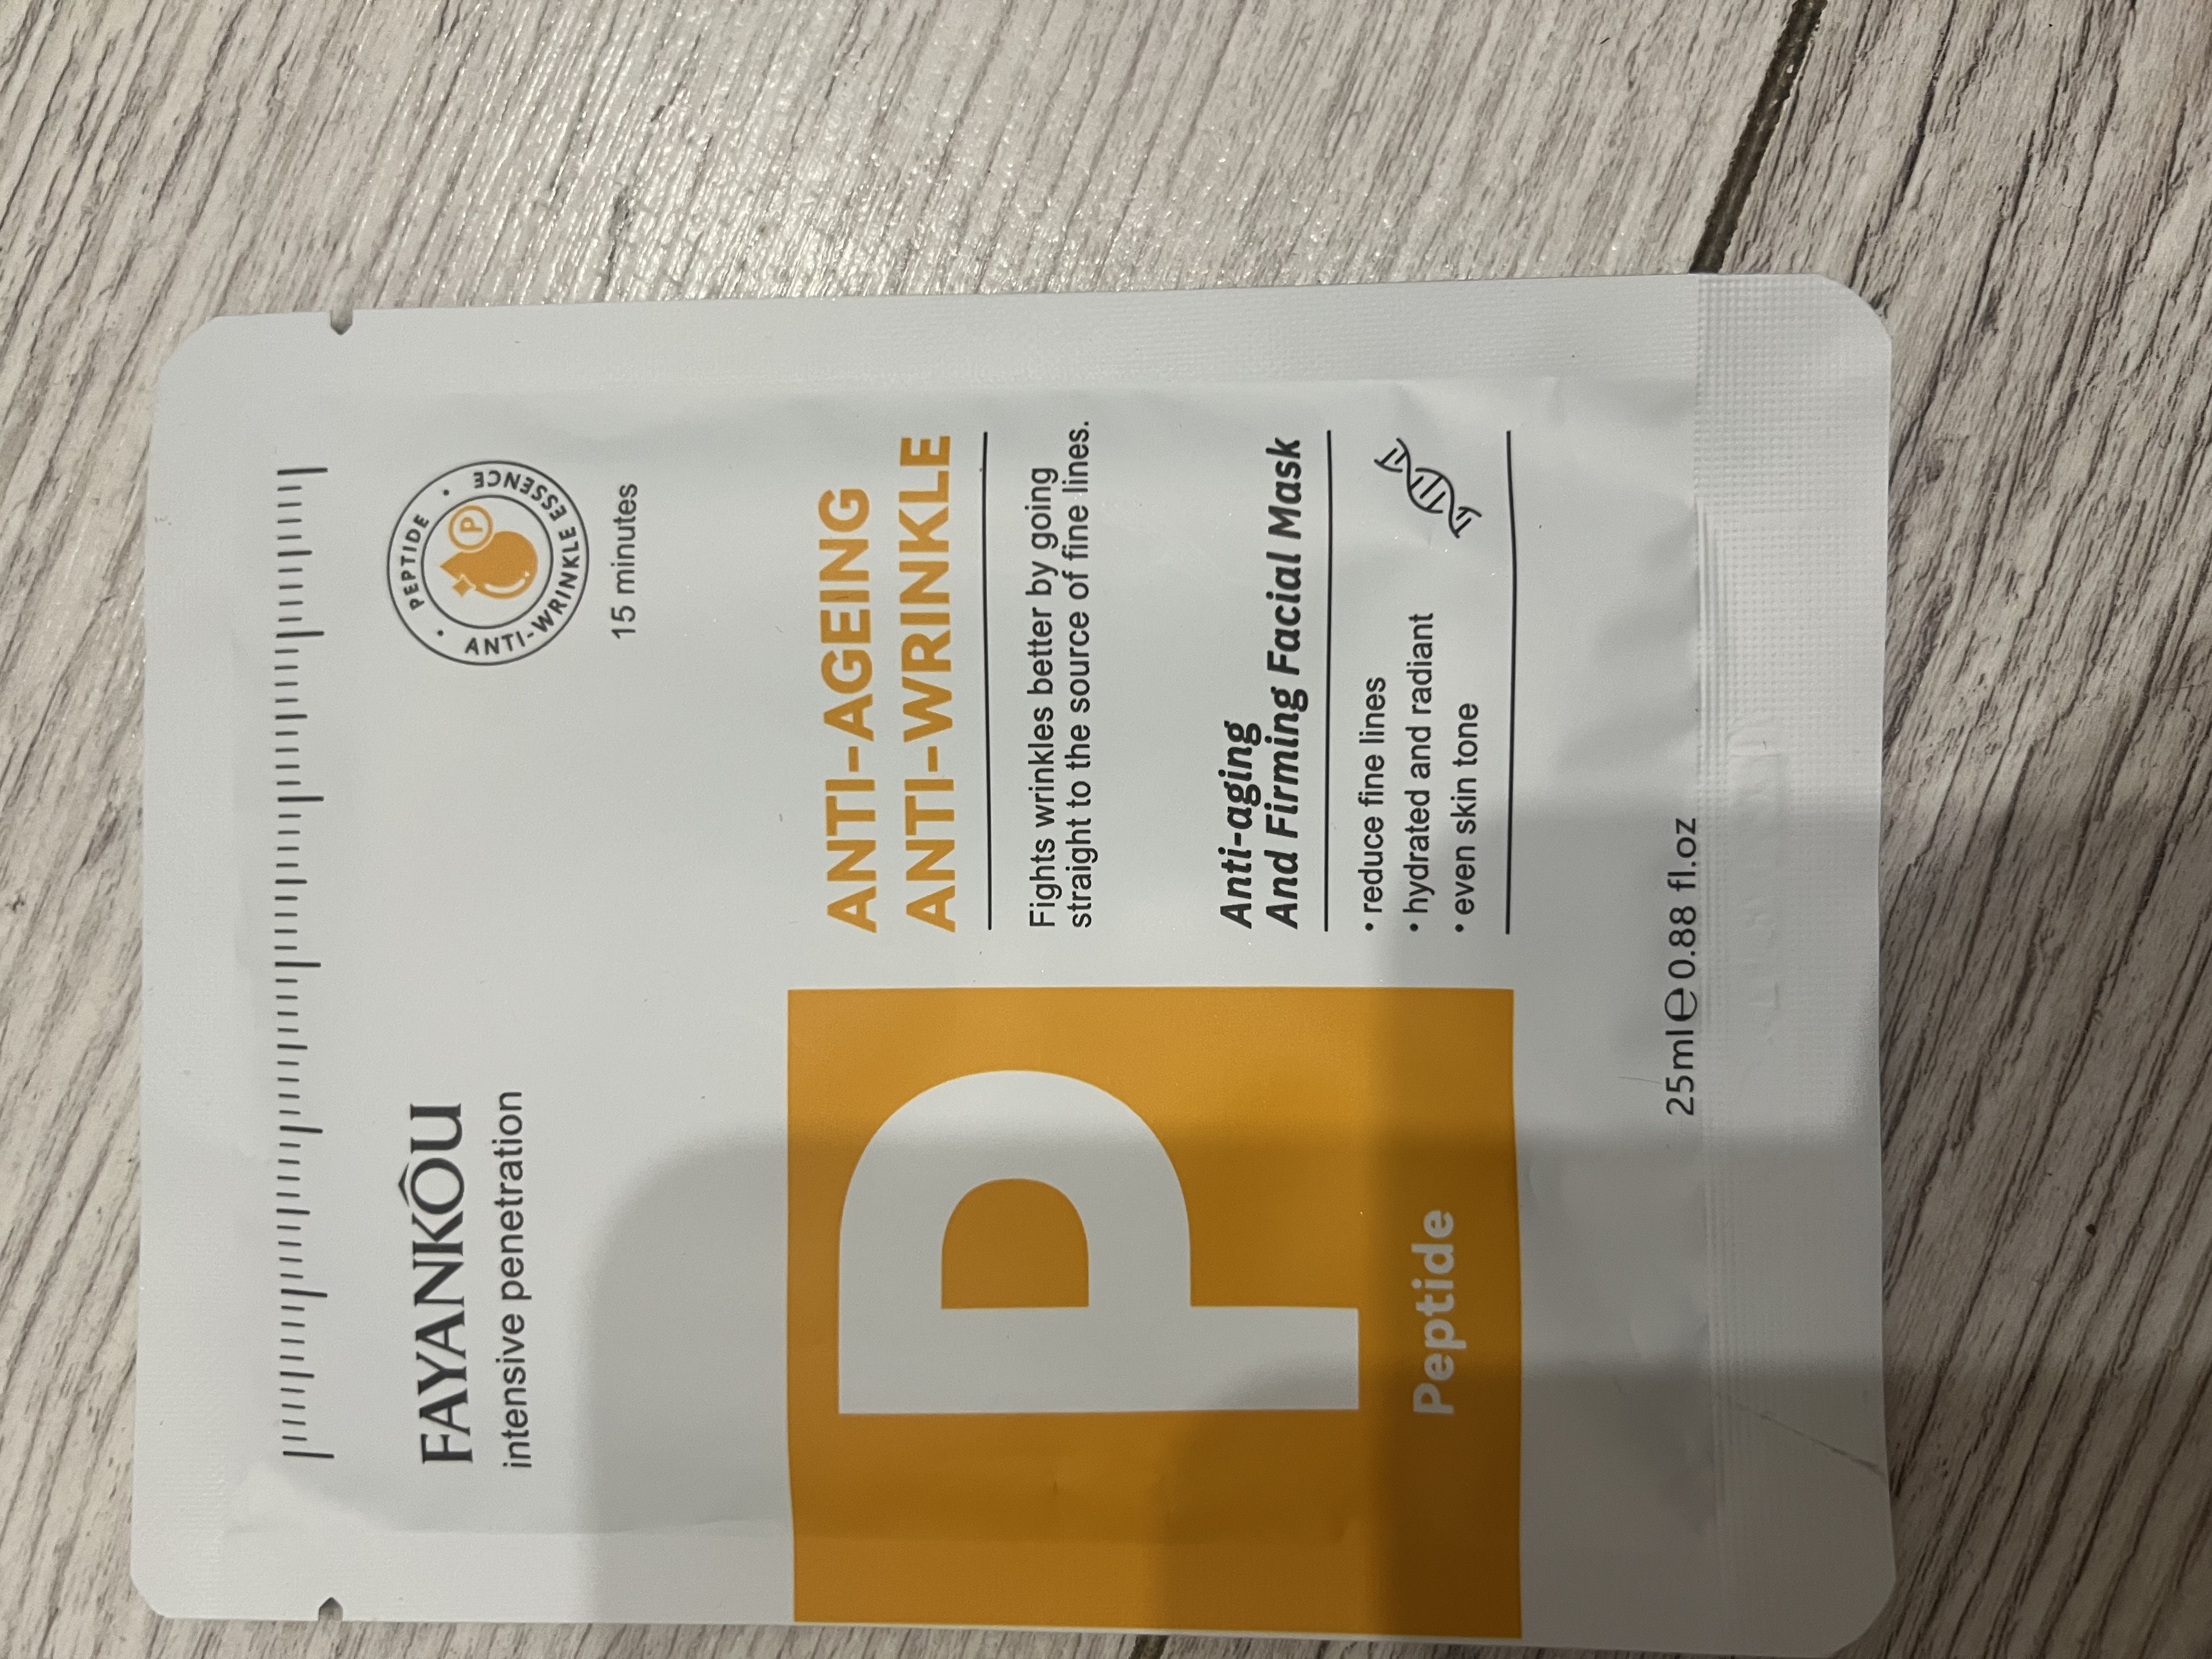 FAYANKÔU
intensive penetration
PEPTIDE • ANTI-WRINKLE ESSENCE •
P
15 minutes
ANTI-AGEING
ANTI-WRINKLE
Fights wrinkles better by going
straight to the source of fine lines.
Anti-aging
And Firming Facial Mask
• reduce fine lines
• hydrated and radiant
• even skin tone
P
Peptide
25ml℮0.88 fl.oz